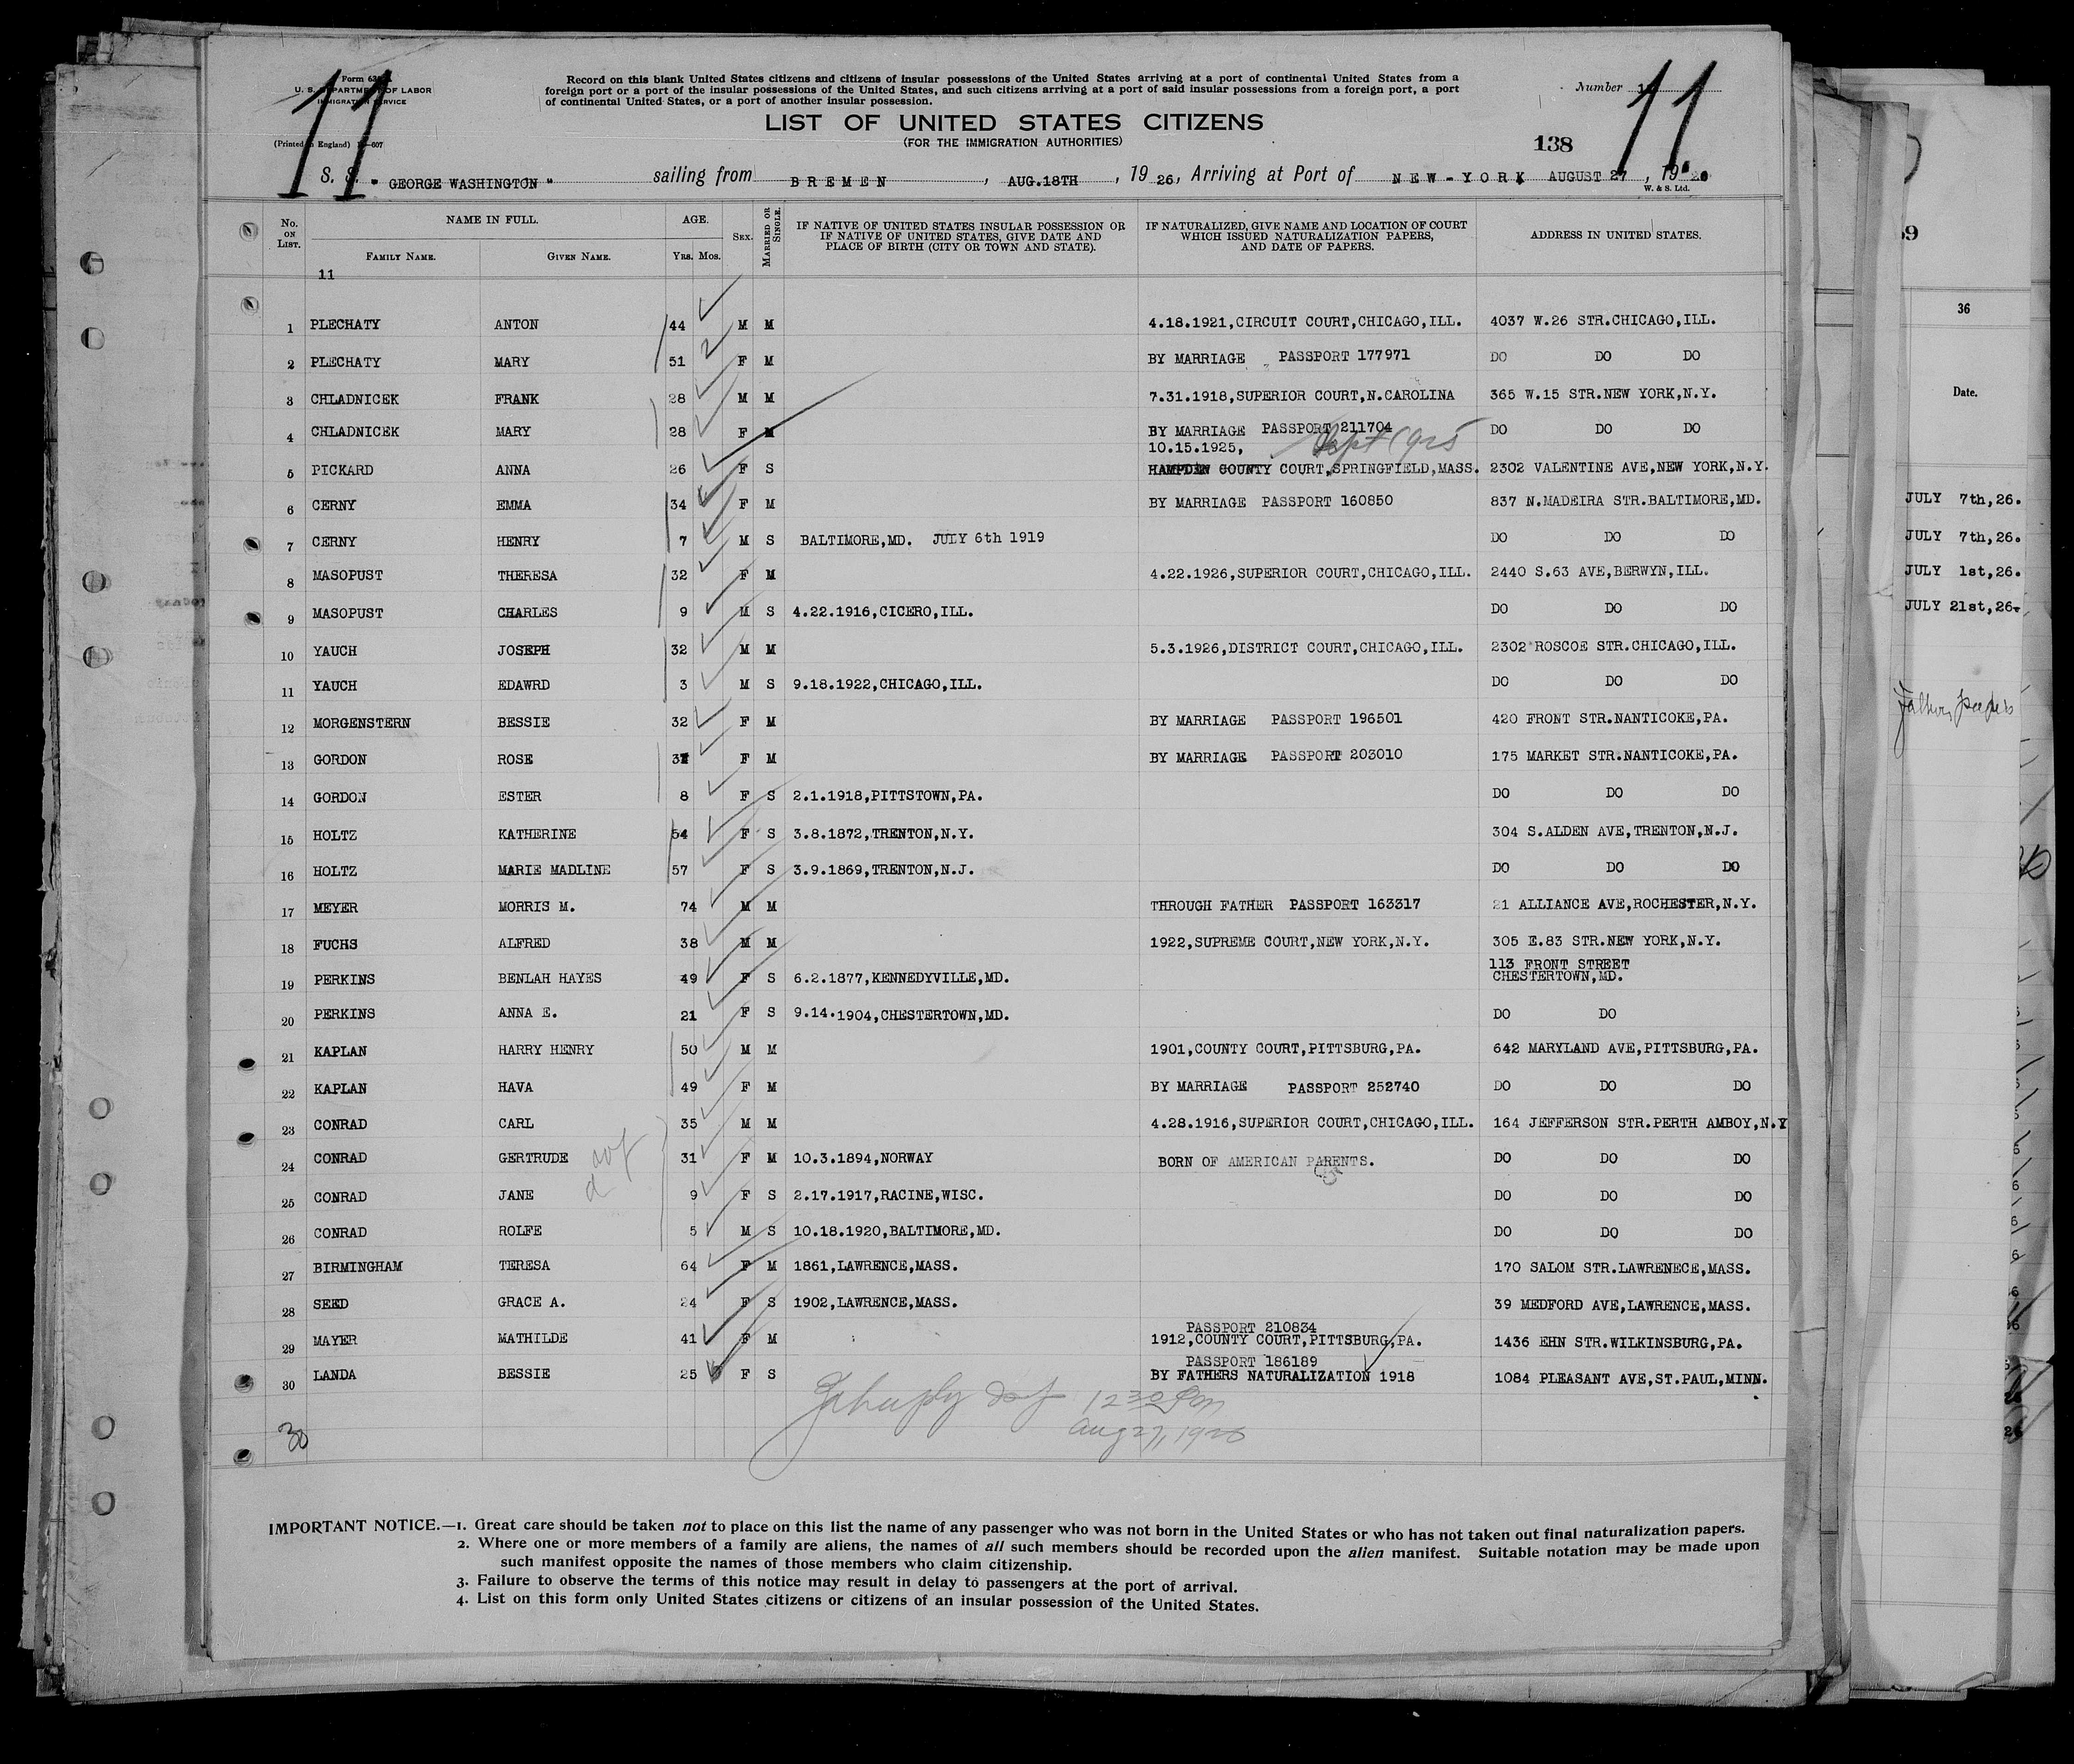 11
Form 630 A
U. S. DEPARTMENT OF LABOR
IMMIGRATION SERVICE
(Printed in England)
Record on this blank United States citizens and citizens of insular possessions of the United States arriving at a port of continental United States from a
foreign port or a port of the insular possessions of the United States, and such citizens arriving at a port of said insular possessions from a foreign port, a port
of continental United States, or a port of another insular possession.
Number 11
LIST OF UNITED STATES CITIZENS
(FOR THE IMMIGRATION AUTHORITIES)
138
S. S. "GEORGE WASHINGTON" sailing from BREMEN, AUG.18TH, 1926, Arriving at Port of NEW-YORK AUGUST 27, 1926
W. & S. Ltd.
No. ON LIST. NAME IN FULL. AGE. SEX. MARRIED OR SINGLE. IF NATIVE OF UNITED STATES INSULAR POSSESSION OR IF NATIVE OF UNITED STATES, GIVE DATE AND PLACE OF BIRTH (CITY OR TOWN AND STATE). IF NATURALIZED, GIVE NAME AND LOCATION OF COURT WHICH ISSUED NATURALIZATION PAPERS, AND DATE OF PAPERS. ADDRESS IN UNITED STATES.
FAMILY NAME. GIVEN NAME. YRS. MOS.
11
1 PLECHATY ANTON 44 M M 4.18.1921,CIRCUIT COURT,CHICAGO,ILL. 4037 W.26 STR.CHICAGO,ILL.
2 PLECHATY MARY 51 F M BY MARRIAGE PASSPORT 177971 DO DO DO
3 CHLADNICEK FRANK 28 M M 7.31.1918,SUPERIOR COURT,N.CAROLINA 365 W.15 STR.NEW YORK,N.Y.
4 CHLADNICEK MARY 28 F M BY MARRIAGE PASSPORT 211704 DO DO DO
10.15.1925, Sept 1925
5 PICKARD ANNA 26 F S HAMPDEN COUNTY COURT,SPRINGFIELD,MASS. 2302 VALENTINE AVE,NEW YORK,N.Y.
6 CERNY EMMA 34 F M BY MARRIAGE PASSPORT 160850 837 N.MADEIRA STR.BALTIMORE,MD.
7 CERNY HENRY 7 M S BALTIMORE,MD. JULY 6th 1919 DO DO DO
8 MASOPUST THERESA 32 F M 4.22.1926,SUPERIOR COURT,CHICAGO,ILL. 2440 S.63 AVE,BERWYN,ILL.
9 MASOPUST CHARLES 9 M S 4.22.1916,CICERO,ILL. DO DO DO
10 YAUCH JOSEPH 32 M M 5.3.1926,DISTRICT COURT,CHICAGO,ILL. 2302 ROSCOE STR.CHICAGO,ILL.
11 YAUCH EDAWRD 3 M S 9.18.1922,CHICAGO,ILL. DO DO DO
12 MORGENSTERN BESSIE 32 F M BY MARRIAGE PASSPORT 196501 420 FRONT STR.NANTICOKE,PA.
13 GORDON ROSE F M BY MARRIAGE PASSPORT 203010 175 MARKET STR.NANTICOKE,PA.
14 GORDON ESTER 8 F S 2.1.1918,PITTSTOWN,PA. DO DO DO
15 HOLTZ KATHERINE 54 F S 3.8.1872,TRENTON,N.Y. 304 S.ALDEN AVE,TRENTON,N.J.
16 HOLTZ MARIE MADLINE 57 F S 3.9.1869,TRENTON,N.J. DO DO DO
17 MEYER MORRIS M. 74 M M THROUGH FATHER PASSPORT 163317 21 ALLIANCE AVE,ROCHESTER,N.Y.
18 FUCHS ALFRED 38 M M 1922,SUPREME COURT,NEW YORK,N.Y. 305 E.83 STR.NEW YORK,N.Y.
113 FRONT STREET
19 PERKINS BENLAH HAYES 49 F S 6.2.1877,KENNEDYVILLE,MD. CHESTERTOWN,MD.
20 PERKINS ANNA E. 21 F S 9.14.1904,CHESTERTOWN,MD. DO DO
21 KAPLAN HARRY HENRY 50 M M 1901,COUNTY COURT,PITTSBURG,PA. 642 MARYLAND AVE,PITTSBURG,PA.
22 KAPLAN HAVA 49 F M BY MARRIAGE PASSPORT 252740 DO DO DO
23 CONRAD CARL 35 M M 4.28.1916,SUPERIOR COURT,CHICAGO,ILL. 164 JEFFERSON STR.PERTH AMBOY,N.Y
24 CONRAD GERTRUDE 31 F M 10.3.1894,NORWAY BORN OF AMERICAN PARENTS. DO DO DO
25 CONRAD JANE 9 F S 2.17.1917,RACINE,WISC. DO DO DO
26 CONRAD ROLFE 5 M S 10.18.1920,BALTIMORE,MD. DO DO DO
27 BIRMINGHAM TERESA 64 F M 1861,LAWRENCE,MASS. 170 SALOM STR.LAWRENECE,MASS.
28 SEED GRACE A. 24 F S 1902,LAWRENCE,MASS. 39 MEDFORD AVE,LAWRENCE,MASS.
PASSPORT 210834
29 MAYER MATHILDE 41 F M 1912,COUNTY COURT,PITTSBURG,PA. 1436 EHN STR.WILKINSBURG,PA.
PASSPORT 186189
30 LANDA BESSIE 25 F S BY FATHERS NATURALIZATION 1918 1084 PLEASANT AVE,ST.PAUL,MINN.
1230 Pm
Aug 27, 1926
30
IMPORTANT NOTICE.—1. Great care should be taken not to place on this list the name of any passenger who was not born in the United States or who has not taken out final naturalization papers.
2. Where one or more members of a family are aliens, the names of all such members should be recorded upon the alien manifest. Suitable notation may be made upon
such manifest opposite the names of those members who claim citizenship.
3. Failure to observe the terms of this notice may result in delay to passengers at the port of arrival.
4. List on this form only United States citizens or citizens of an insular possession of the United States.
11
36
Date.
JULY 7th,26.
JULY 7th,26.
JULY 1st,26.
JULY 21st,26.